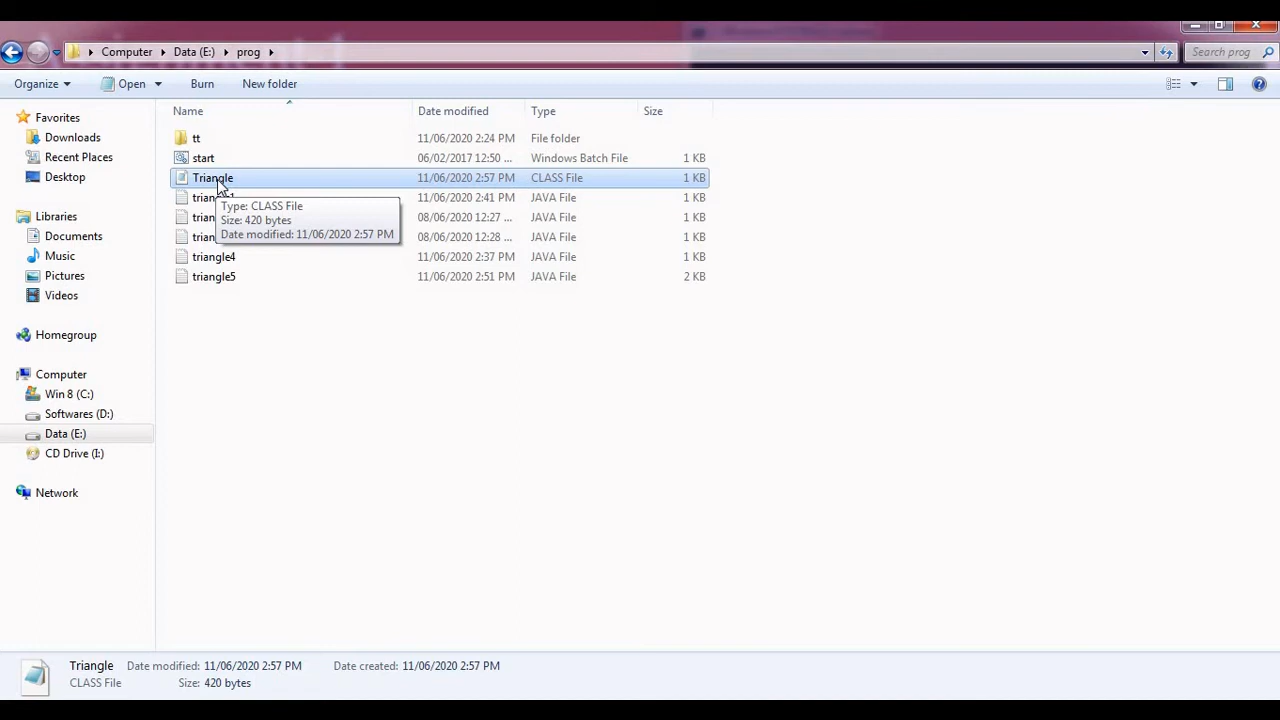 Computer Data (E:) prog Search prog
Organize Open Burn New folder
Name Date modified Type Size
Favorites
Downloads
Recent Places
Desktop
Libraries
Documents
Music
Pictures
Videos
Homegroup
Computer
Win 8 (C:)
Softwares (D:)
Data (E:)
CD Drive (I:)
Network
tt 11/06/2020 2:24 PM File folder
start 06/02/2017 12:50 ... Windows Batch File 1 KB
Triangle 11/06/2020 2:57 PM CLASS File 1 KB
11/06/2020 2:41 PM JAVA File 1 KB
08/06/2020 12:27 ... JAVA File 1 KB
08/06/2020 12:28 ... JAVA File 1 KB
triangle4 11/06/2020 2:37 PM JAVA File 1 KB
triangle5 11/06/2020 2:51 PM JAVA File 2 KB
Type: CLASS File
Size: 420 bytes
Date modified: 11/06/2020 2:57 PM
Triangle Date modified: 11/06/2020 2:57 PM Date created: 11/06/2020 2:57 PM
CLASS File Size: 420 bytes